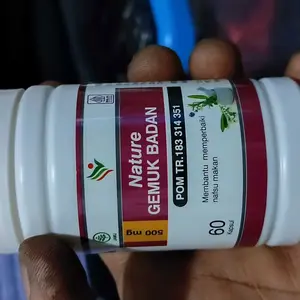 Nature
GEMUK BADAN
POM TR.183 314 351
500 mg
Membantu memperbaiki
nafsu makan
60
Kapsul